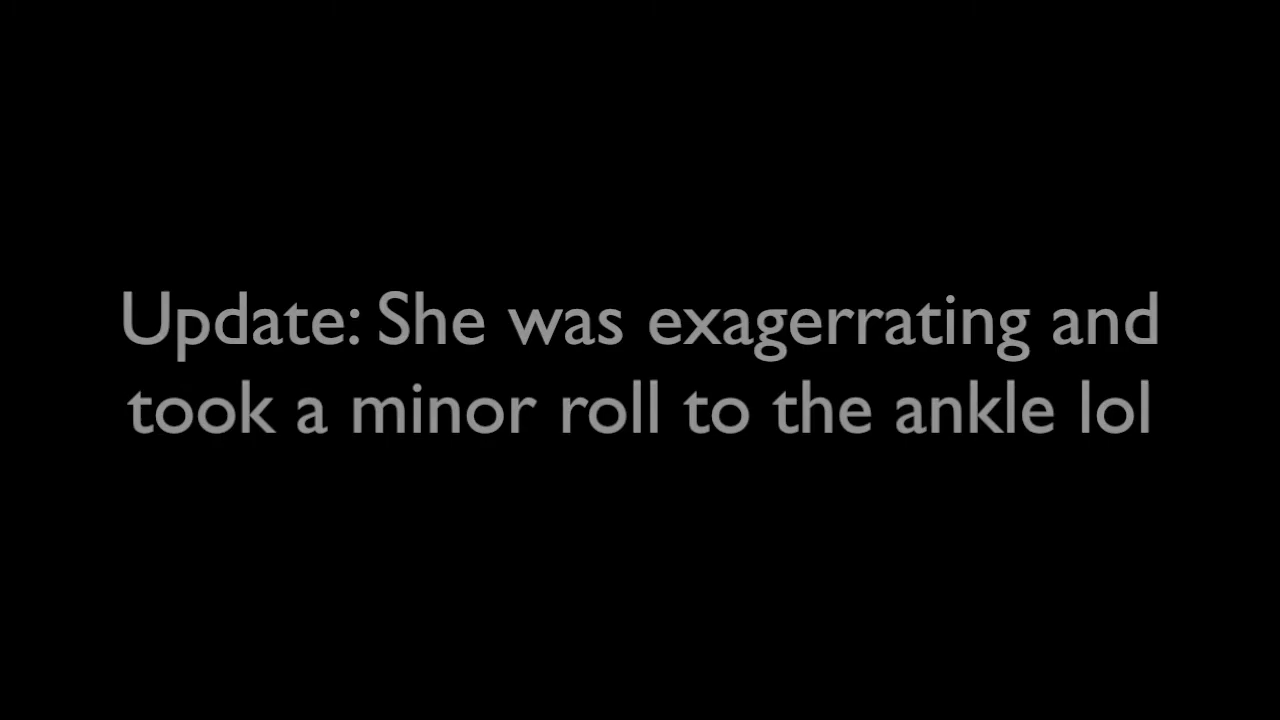 Update: She was exagerrating and
took a minor roll to the ankle lol